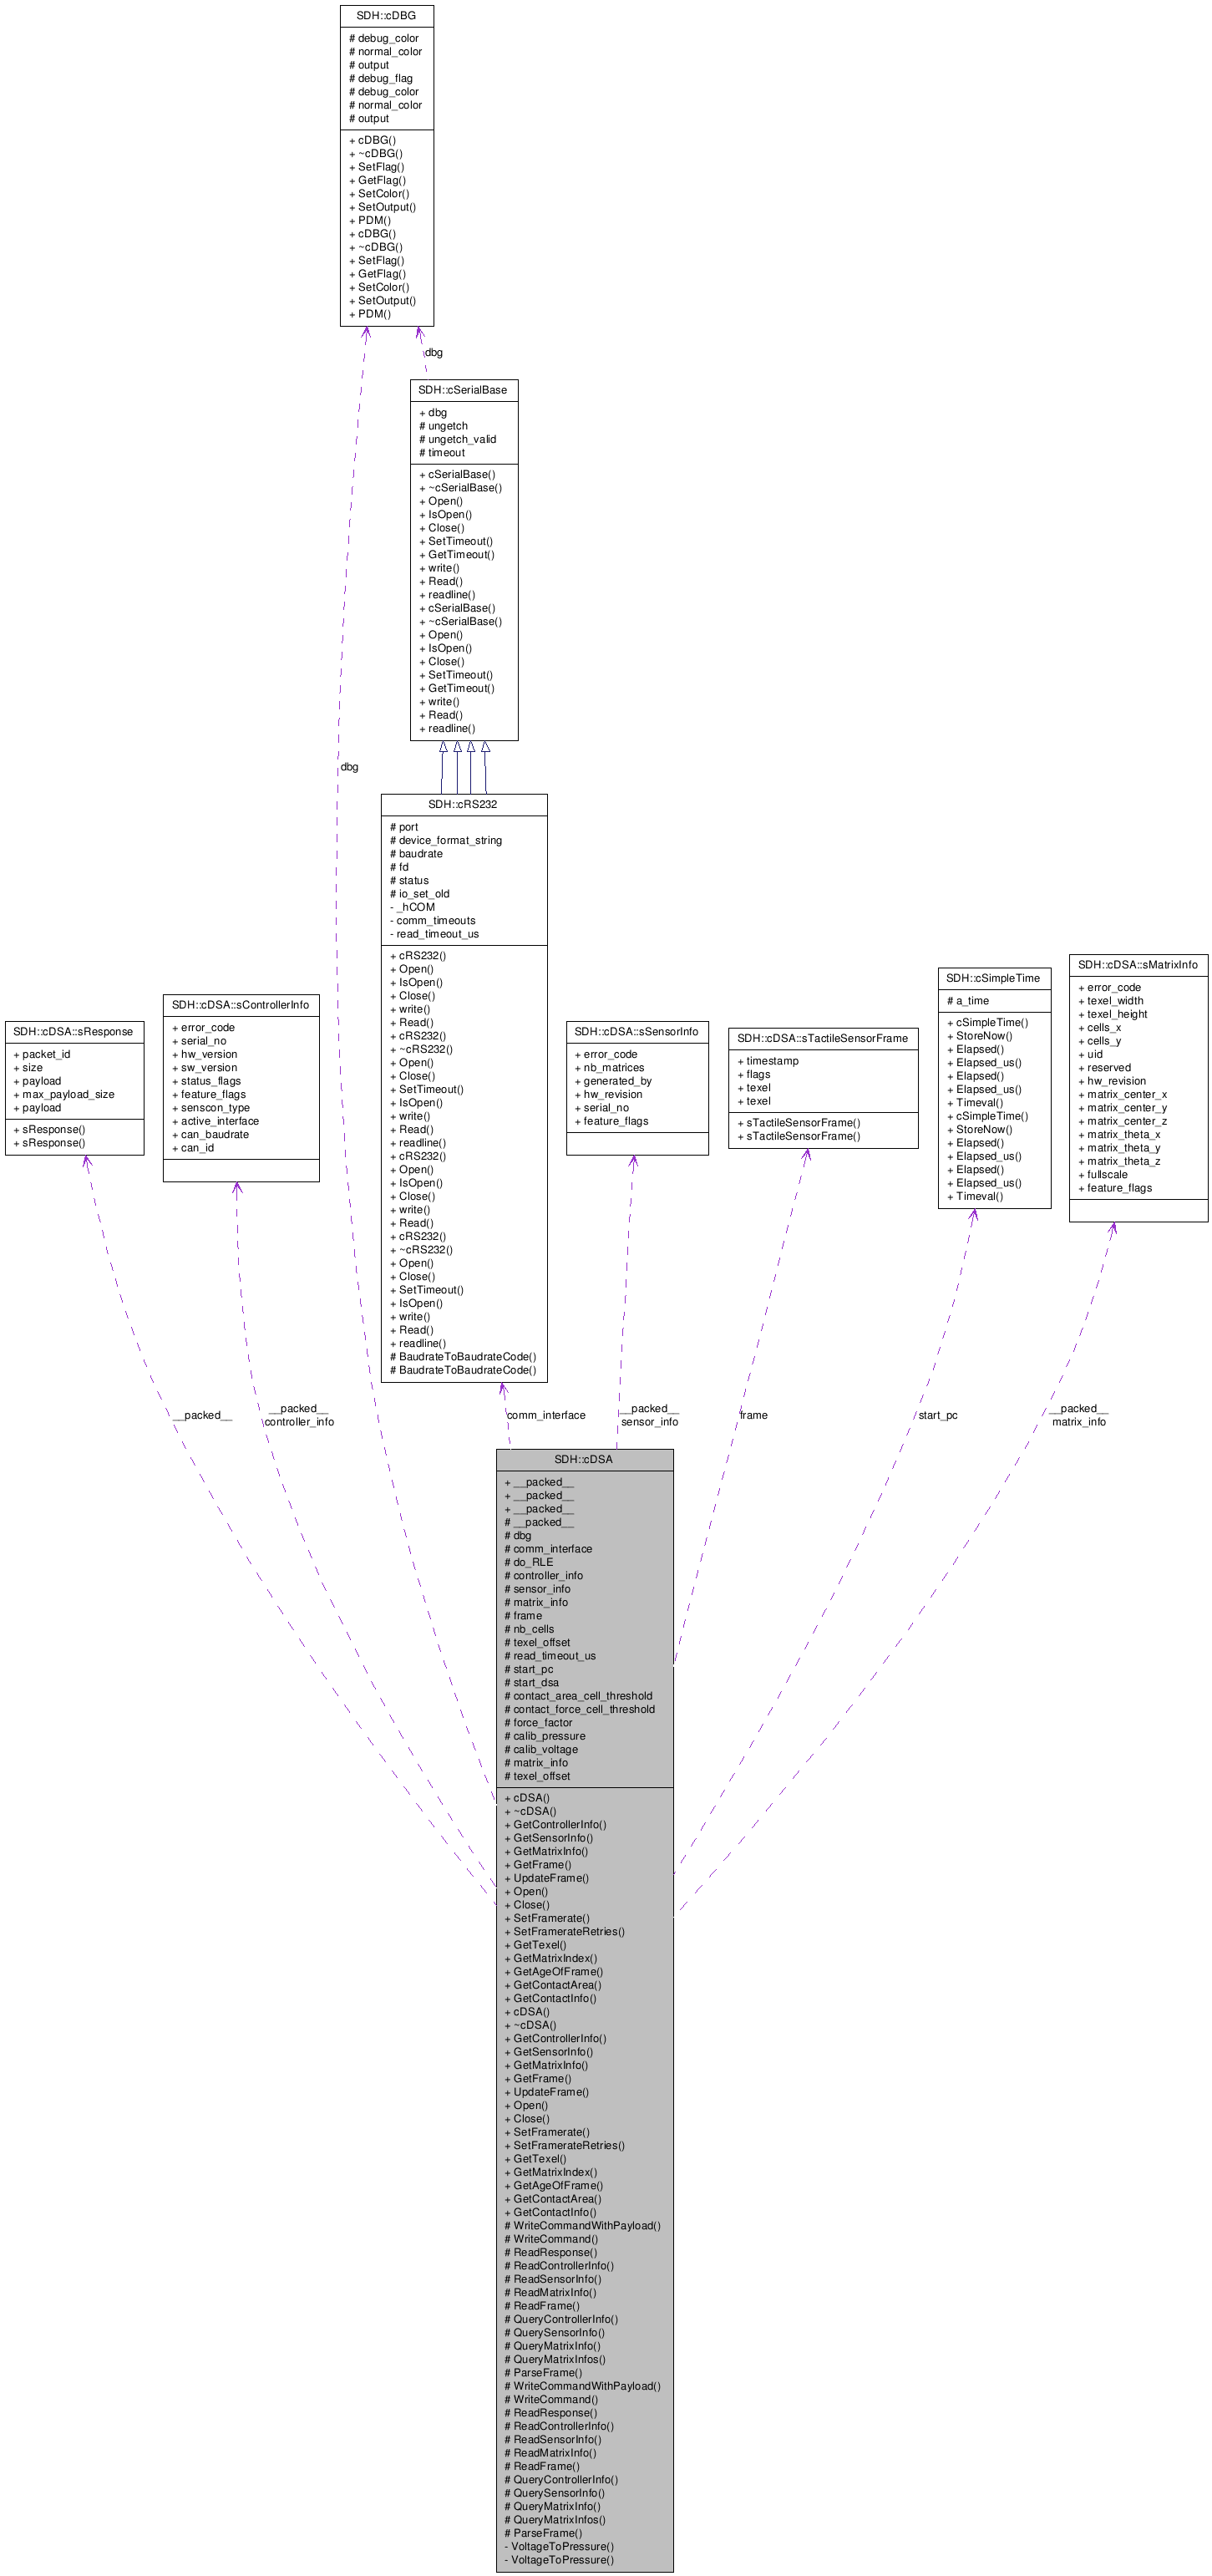 SDH::cDBG
# debug_color
# normal_color
# output
# debug_flag
# debug_color
# normal_color
# output
+ cDBG()
+ ~cDBG()
+ SetFlag()
+ GetFlag()
+ SetColor()
+ SetOutput()
+ PDM()
+ cDBG()
+ ~cDBG()
+ SetFlag()
+ GetFlag()
+ SetColor()
+ SetOutput()
+ PDM()
dbg
SDH::cSerialBase
+ dbg
# ungetch
# ungetch_valid
# timeout
+ cSerialBase()
+ ~cSerialBase()
+ Open()
+ IsOpen()
+ Close()
+ SetTimeout()
+ GetTimeout()
+ write()
+ Read()
+ readline()
+ cSerialBase()
+ ~cSerialBase()
+ Open()
+ IsOpen()
+ Close()
+ SetTimeout()
+ GetTimeout()
+ write()
+ Read()
+ readline()
dbg
SDH::cRS232
# port
# device_format_string
# baudrate
# fd
# status
# io_set_old
- _hCOM
- comm_timeouts
- read_timeout_us
+ cRS232()
+ Open()
+ IsOpen()
+ Close()
+ write()
+ Read()
+ cRS232()
+ ~cRS232()
+ Open()
+ Close()
+ SetTimeout()
+ IsOpen()
+ write()
+ Read()
+ readline()
+ cRS232()
+ Open()
+ IsOpen()
+ Close()
+ write()
+ Read()
+ cRS232()
+ ~cRS232()
+ Open()
+ Close()
+ SetTimeout()
+ IsOpen()
+ write()
+ Read()
+ readline()
# BaudrateToBaudrateCode()
# BaudrateToBaudrateCode()
SDH::cDSA::sResponse
+ packet_id
+ size
+ payload
+ max_payload_size
+ payload
+ sResponse()
+ sResponse()
SDH::cDSA::sControllerInfo
+ error_code
+ serial_no
+ hw_version
+ sw_version
+ status_flags
+ feature_flags
+ senscon_type
+ active_interface
+ can_baudrate
+ can_id
SDH::cDSA::sSensorInfo
+ error_code
+ nb_matrices
+ generated_by
+ hw_revision
+ serial_no
+ feature_flags
SDH::cDSA::sTactileSensorFrame
+ timestamp
+ flags
+ texel
+ texel
+ sTactileSensorFrame()
+ sTactileSensorFrame()
SDH::cSimpleTime
# a_time
+ cSimpleTime()
+ StoreNow()
+ Elapsed()
+ Elapsed_us()
+ Elapsed()
+ Elapsed_us()
+ Timeval()
+ cSimpleTime()
+ StoreNow()
+ Elapsed()
+ Elapsed_us()
+ Elapsed()
+ Elapsed_us()
+ Timeval()
SDH::cDSA::sMatrixInfo
+ error_code
+ texel_width
+ texel_height
+ cells_x
+ cells_y
+ uid
+ reserved
+ hw_revision
+ matrix_center_x
+ matrix_center_y
+ matrix_center_z
+ matrix_theta_x
+ matrix_theta_y
+ matrix_theta_z
+ fullscale
+ feature_flags
__packed__
__packed__
controller_info
comm_interface
__packed__
sensor_info
frame
start_pc
__packed__
matrix_info
SDH::cDSA
+ __packed__
+ __packed__
+ __packed__
# __packed__
# dbg
# comm_interface
# do_RLE
# controller_info
# sensor_info
# matrix_info
# frame
# nb_cells
# texel_offset
# read_timeout_us
# start_pc
# start_dsa
# contact_area_cell_threshold
# contact_force_cell_threshold
# force_factor
# calib_pressure
# calib_voltage
# matrix_info
# texel_offset
+ cDSA()
+ ~cDSA()
+ GetControllerInfo()
+ GetSensorInfo()
+ GetMatrixInfo()
+ GetFrame()
+ UpdateFrame()
+ Open()
+ Close()
+ SetFramerate()
+ SetFramerateRetries()
+ GetTexel()
+ GetMatrixIndex()
+ GetAgeOfFrame()
+ GetContactArea()
+ GetContactInfo()
+ cDSA()
+ ~cDSA()
+ GetControllerInfo()
+ GetSensorInfo()
+ GetMatrixInfo()
+ GetFrame()
+ UpdateFrame()
+ Open()
+ Close()
+ SetFramerate()
+ SetFramerateRetries()
+ GetTexel()
+ GetMatrixIndex()
+ GetAgeOfFrame()
+ GetContactArea()
+ GetContactInfo()
# WriteCommandWithPayload()
# WriteCommand()
# ReadResponse()
# ReadControllerInfo()
# ReadSensorInfo()
# ReadMatrixInfo()
# ReadFrame()
# QueryControllerInfo()
# QuerySensorInfo()
# QueryMatrixInfo()
# QueryMatrixInfos()
# ParseFrame()
# WriteCommandWithPayload()
# WriteCommand()
# ReadResponse()
# ReadControllerInfo()
# ReadSensorInfo()
# ReadMatrixInfo()
# ReadFrame()
# QueryControllerInfo()
# QuerySensorInfo()
# QueryMatrixInfo()
# QueryMatrixInfos()
# ParseFrame()
- VoltageToPressure()
- VoltageToPressure()